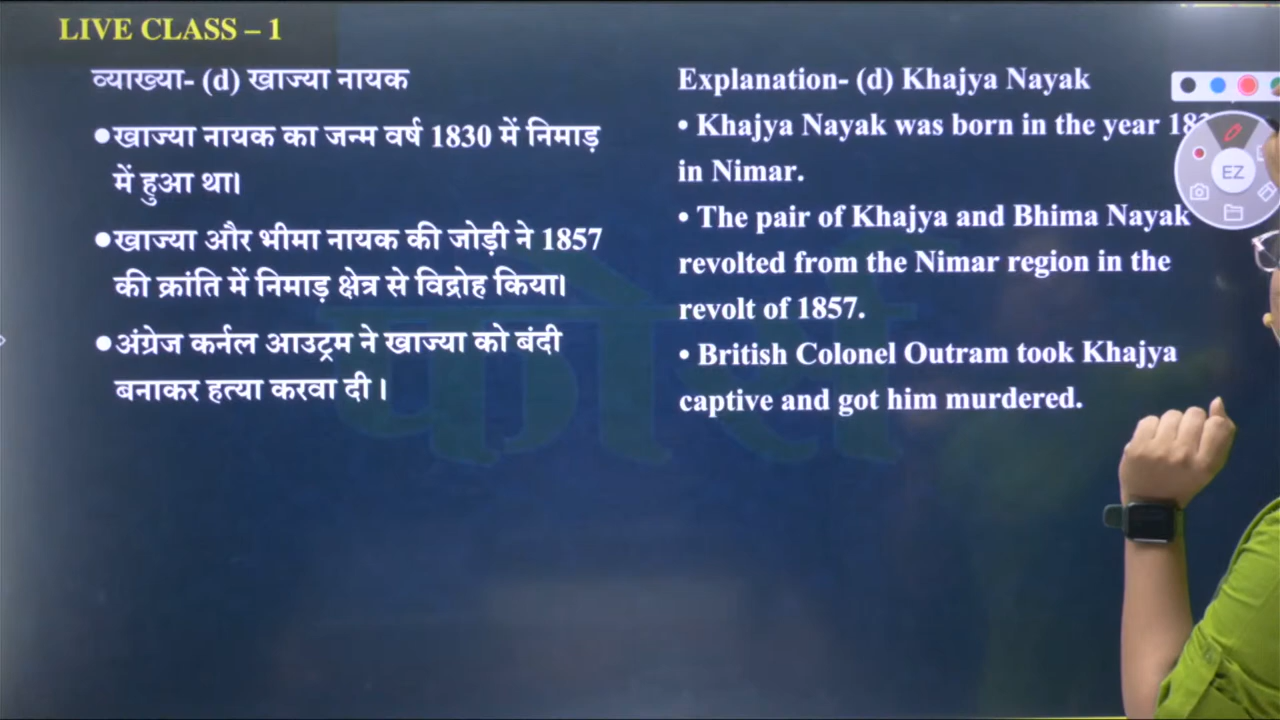 LIVE CLASS – 1
व्याख्या- (d) खाज्या नायक
●खाज्या नायक का जन्म वर्ष 1830 में निमाड़
में हुआ था।
●खाज्या और भीमा नायक की जोड़ी ने 1857
की क्रांति में निमाड़ क्षेत्र से विद्रोह किया।
●अंग्रेज कर्नल आउट्रम ने खाज्या को बंदी
बनाकर हत्या करवा दी।
Explanation- (d) Khajya Nayak
• Khajya Nayak was born in the year
in Nimar.
• The pair of Khajya and Bhima Nayak
revolted from the Nimar region in the
revolt of 1857.
• British Colonel Outram took Khajya
captive and got him murdered.
EZ